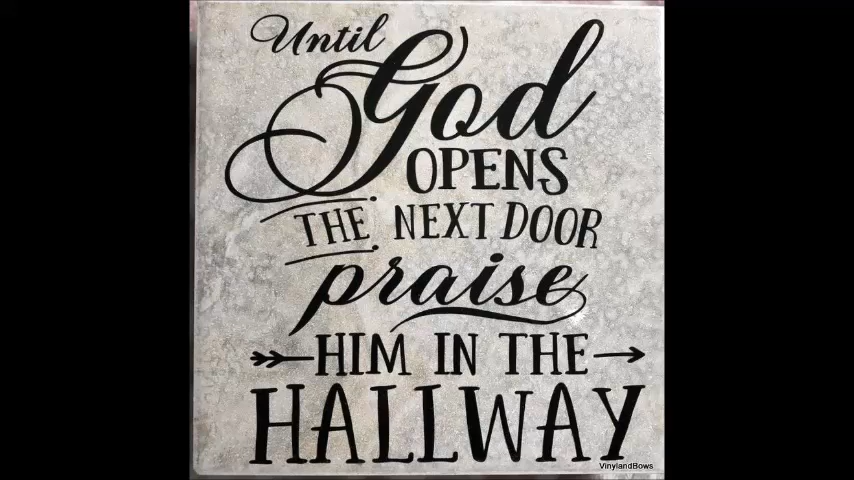 Until
God
OPENS
THE NEXT DOOR
praise
HIM IN THE
HALLWAY
VinylandBows